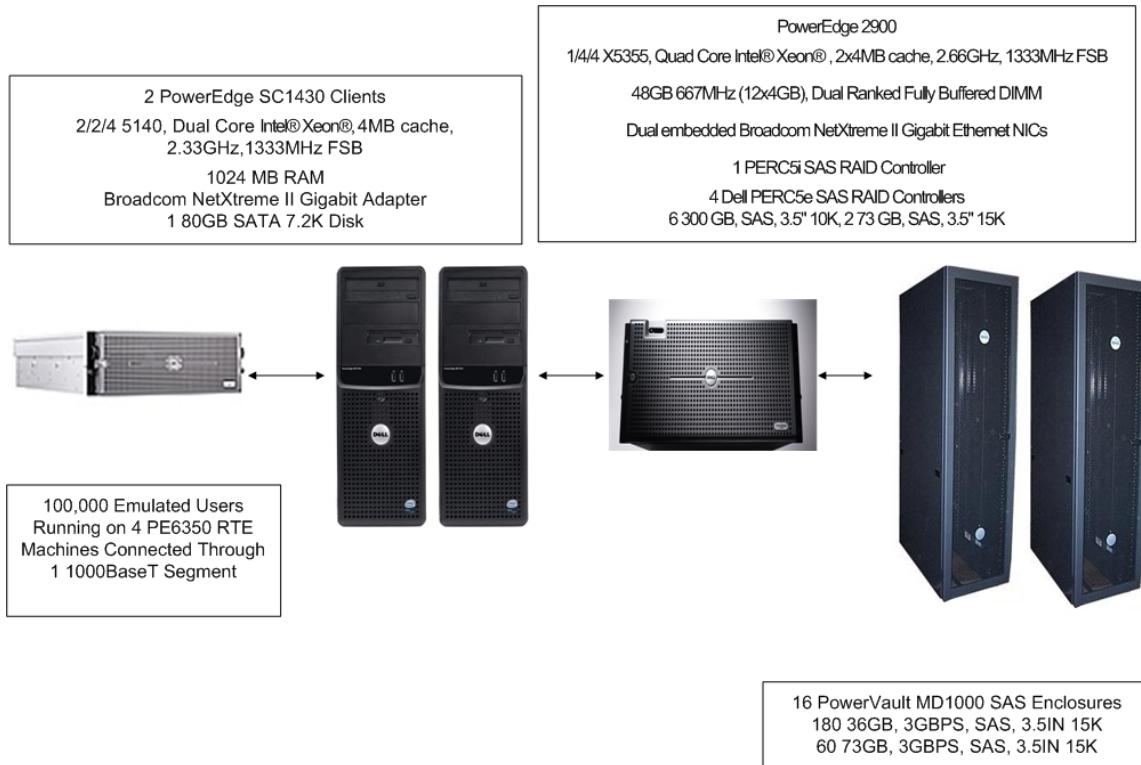 PowerEdge 2900
1/4/4 X5355, Quad Core Intel® Xeon® , 2x4MB cache, 2.66GHz, 1333MHz FSB
48GB 667MHz (12x4GB), Dual Ranked Fully Buffered DIMM
Dual embedded Broadcom NetXtreme II Gigabit Ethernet NICs
1 PERC5i SAS RAID Controller
4 Dell PERC5e SAS RAID Controllers
6 300 GB, SAS, 3.5" 10K, 2 73 GB, SAS, 3.5" 15K
2 PowerEdge SC1430 Clients
2/2/4 5140, Dual Core Intel® Xeon®, 4MB cache,
2.33GHz,1333MHz FSB
1024 MB RAM
Broadcom NetXtreme II Gigabit Adapter
1 80GB SATA 7.2K Disk
DELL
DELL
100,000 Emulated Users
Running on 4 PE6350 RTE
Machines Connected Through
1 1000BaseT Segment
16 PowerVault MD1000 SAS Enclosures
180 36GB, 3GBPS, SAS, 3.5IN 15K
60 73GB, 3GBPS, SAS, 3.5IN 15K